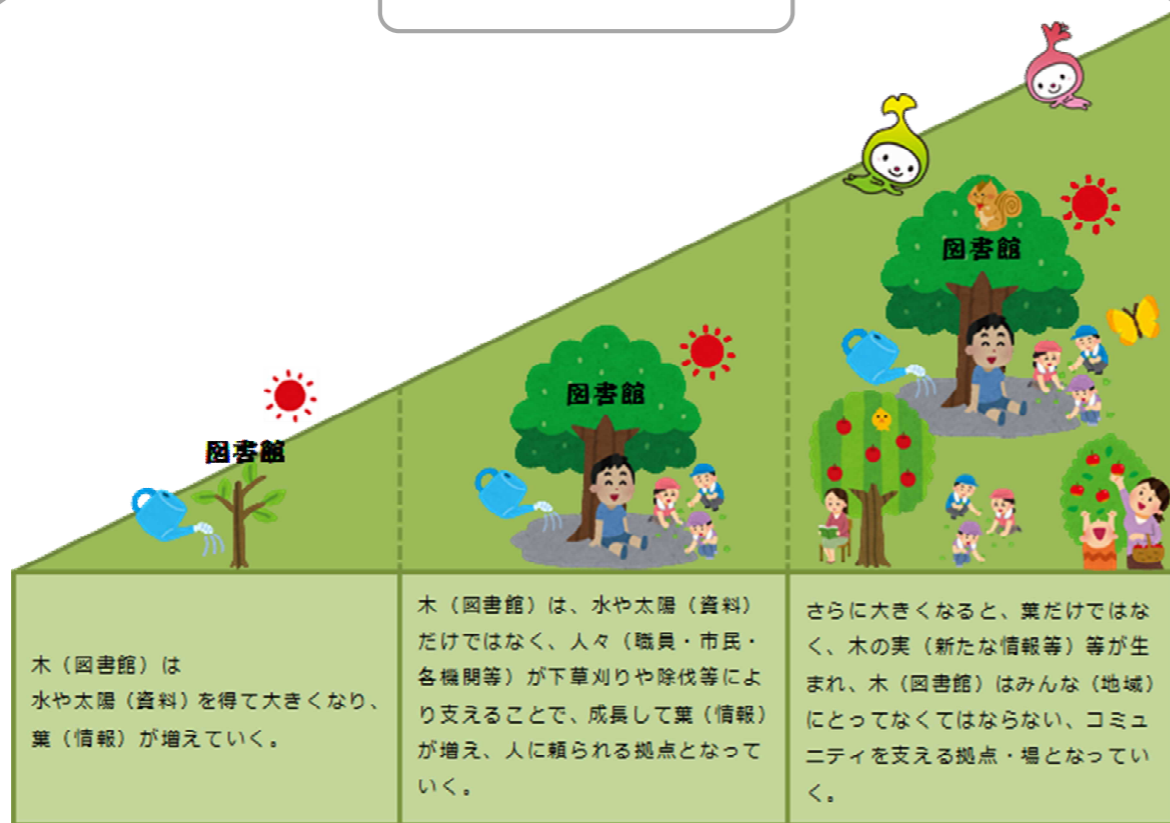 図書館
図書館
図書館
木（図書館）は
水や太陽（資料）を得て大きくなり、
葉（情報）が増えていく。
木（図書館）は、水や太陽（資料）
だけではなく、人々（職員・市民・
各機関等）が下草刈りや除伐等によ
り支えることで、成長して葉（情報）
が増え、人に頼られる拠点となって
いく。
さらに大きくなると、葉だけではな
く、木の実（新たな情報等）等が生
まれ、木（図書館）はみんな（地域）
にとってなくてはならない、コミュ
ニティを支える拠点・場となってい
く。